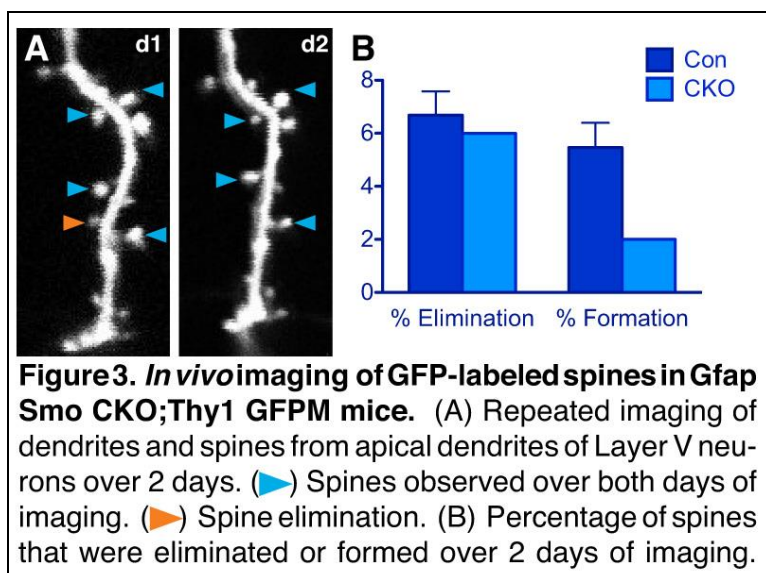 A
d1
d2
B
Con
CKO
8
6
4
2
0
% Elimination
% Formation
Figure 3. In vivo imaging of GFP-labeled spines in Gfap
Smo CKO;Thy1 GFPM mice. (A) Repeated imaging of
dendrites and spines from apical dendrites of Layer V neu-
rons over 2 days. (▶) Spines observed over both days of
imaging. (▶) Spine elimination. (B) Percentage of spines
that were eliminated or formed over 2 days of imaging.